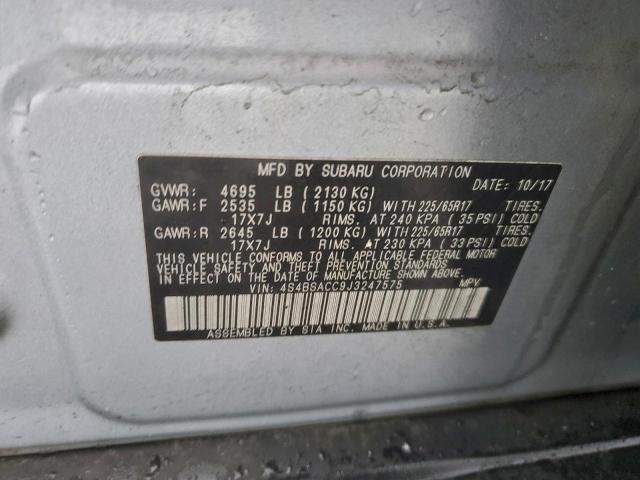 MFD BY SUBARU CORPORATION
GVWR: 4695 LB (2130 KG) DATE: 10/17
GAWR:F 2535 LB (1150 KG) WITH 225/65R17 TIRES.
17X7J RIMS. AT 240 KPA (35 PSI) COLD
GAWR:R 2645 LB (1200 KG) WITH 225/65R17 TIRES.
17X7J RIMS. AT 230 KPA (33 PSI) COLD
THIS VEHICLE CONFORMS TO ALL APPLICABLE FEDERAL MOTOR
VEHICLE SAFETY AND THEFT PREVENTION STANDARDS IN EFFECT
ON THE DATE OF MANUFACTURE SHOWN ABOVE.
VIN: 4S4BSACC9J3247575 MPV
ASSEMBLED BY SIA INC. MADE IN U.S.A.